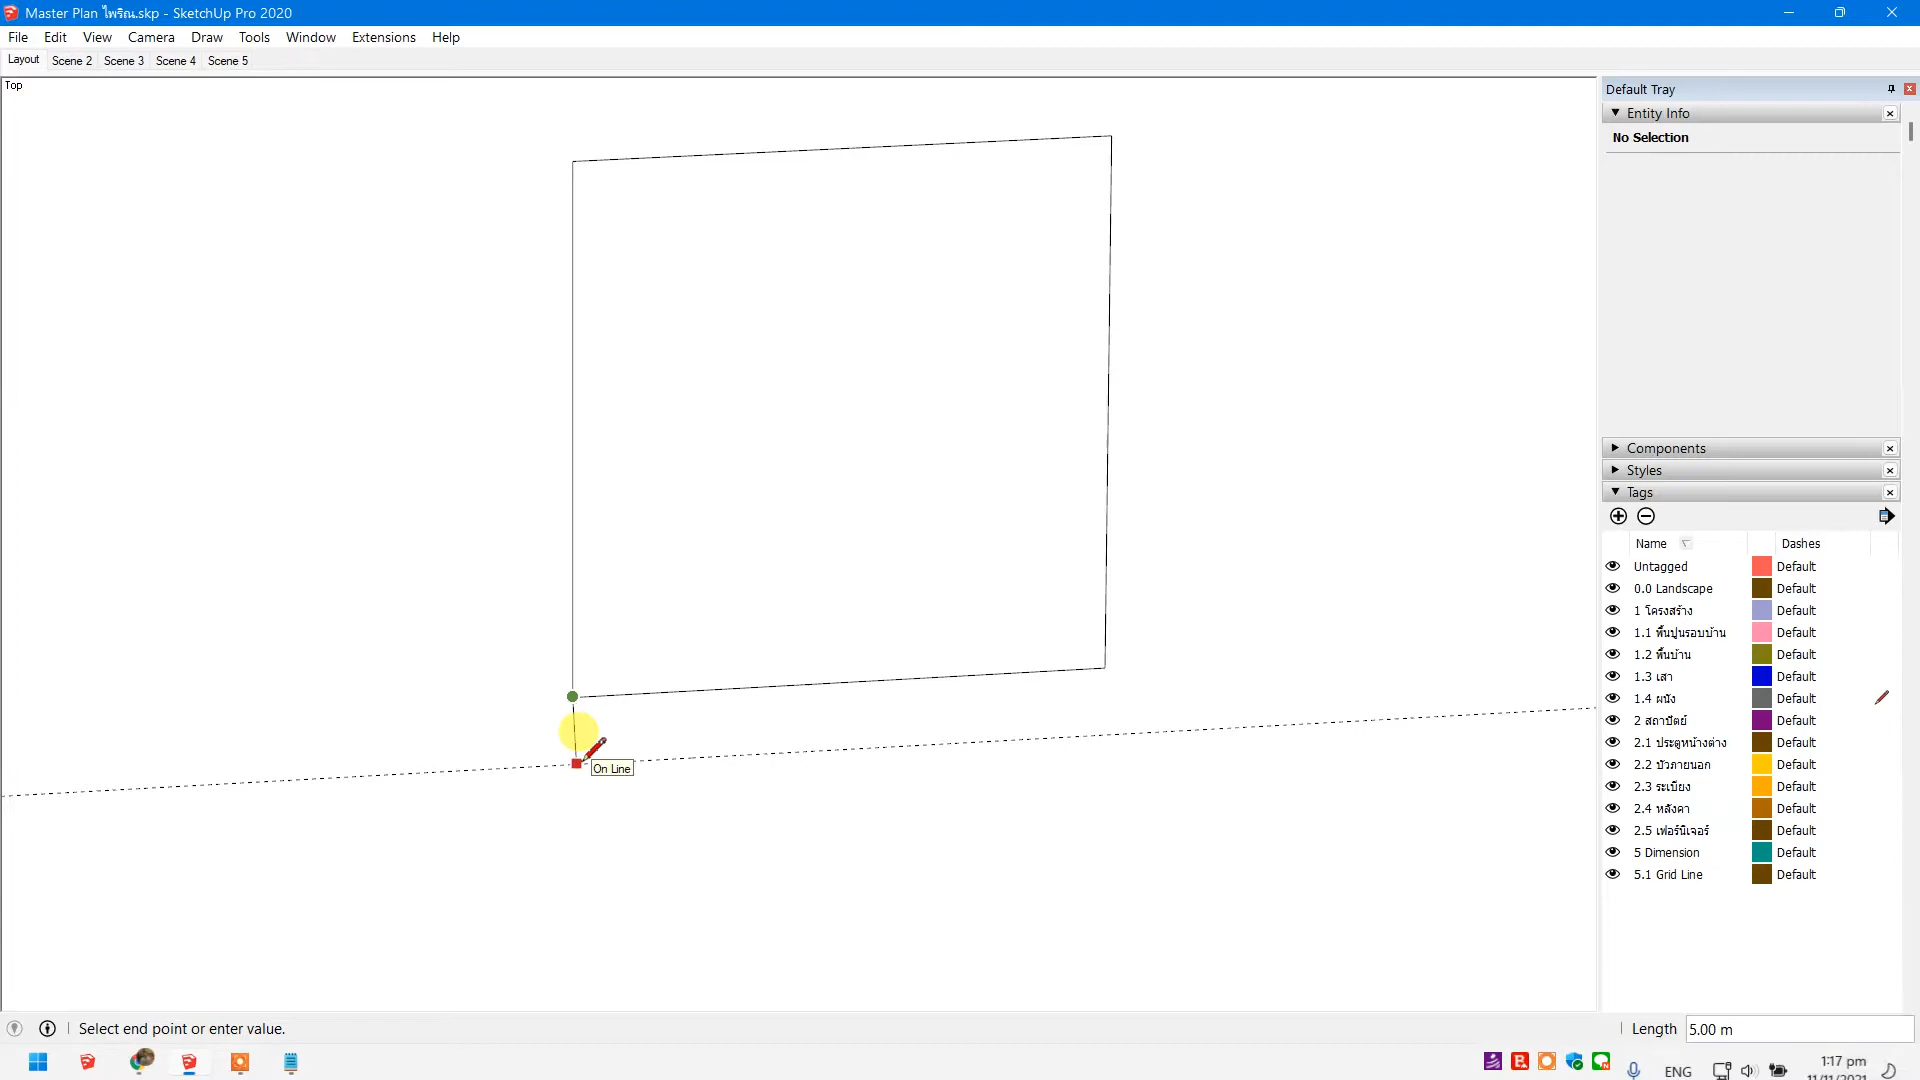 Master Plan ไพริณ.skp - SketchUp Pro 2020
File Edit View Camera Draw Tools Window Extensions Help
Layout Scene 2 Scene 3 Scene 4 Scene 5
Top
Default Tray
Entity Info
No Selection
Components
Styles
Tags
Name Dashes
Untagged Default
0.0 Landscape Default
1 โครงสร้าง Default
1.1 พื้นปูนรอบบ้าน Default
1.2 พื้นบ้าน Default
1.3 เสา Default
1.4 ผนัง Default
2 สถาปัตย์ Default
2.1 ประตูหน้างต่าง Default
2.2 บัวภายนอก Default
2.3 ระเบียง Default
2.4 หลังคา Default
2.5 เฟอร์นิเจอร์ Default
5 Dimension Default
5.1 Grid Line Default
On Line
Select end point or enter value.
Length 5.00 m
ENG
1:17 pm
11/11/2021